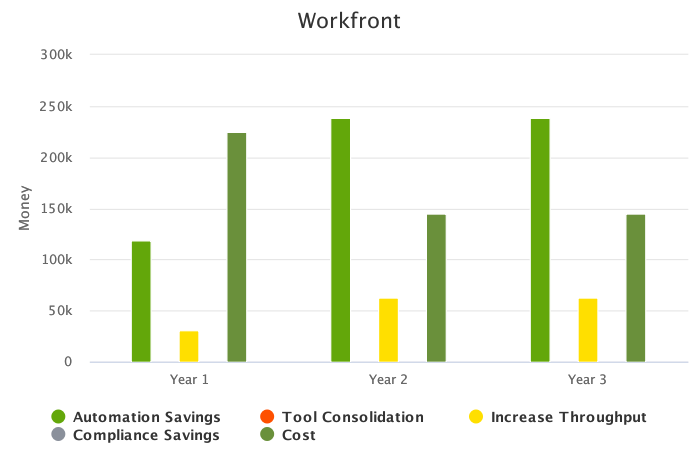 Workfront
300k
250k
200k
150k
100k
50k
0
Money
Year 1 Year 2 Year 3
Automation Savings Tool Consolidation Increase Throughput
Compliance Savings Cost